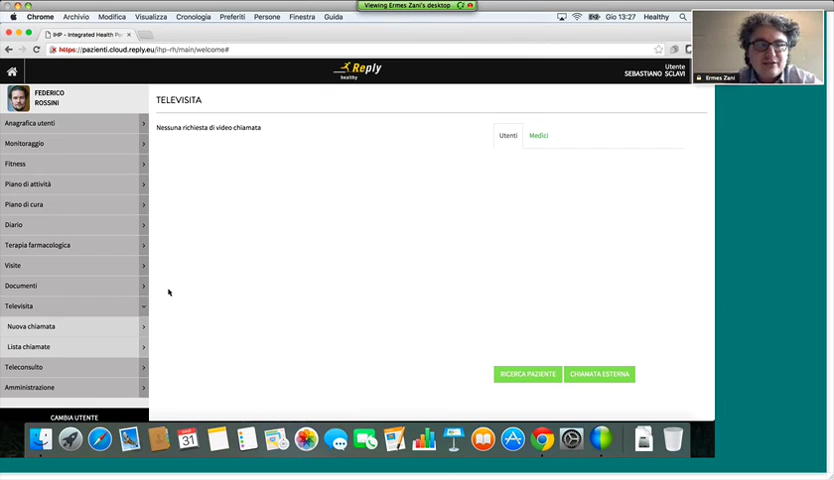 Viewing Ermes Zani's desktop
Chrome Archivio Modifica Visualizza Cronologia Preferiti Persone Finestra Guida Gio 13:27 Healthy
IHP - Integrated Health Po
https://pazienti.cloud.reply.eu/ihp-rh/main/welcome#
Ermes Zani
Reply
healthy
Utente
SEBASTIANO SCLAVI
FEDERICO
ROSSINI
TELEVISITA
Anagrafica utenti
Nessuna richiesta di video chiamata
Utenti Medici
Monitoraggio
Fitness
Piano di attività
Piano di cura
Diario
Terapia farmacologica
Visite
Documenti
Televisita
Nuova chiamata
Lista chiamate
Teleconsulto
Amministrazione
RICERCA PAZIENTE CHIAMATA ESTERNA
CAMBIA UTENTE
31